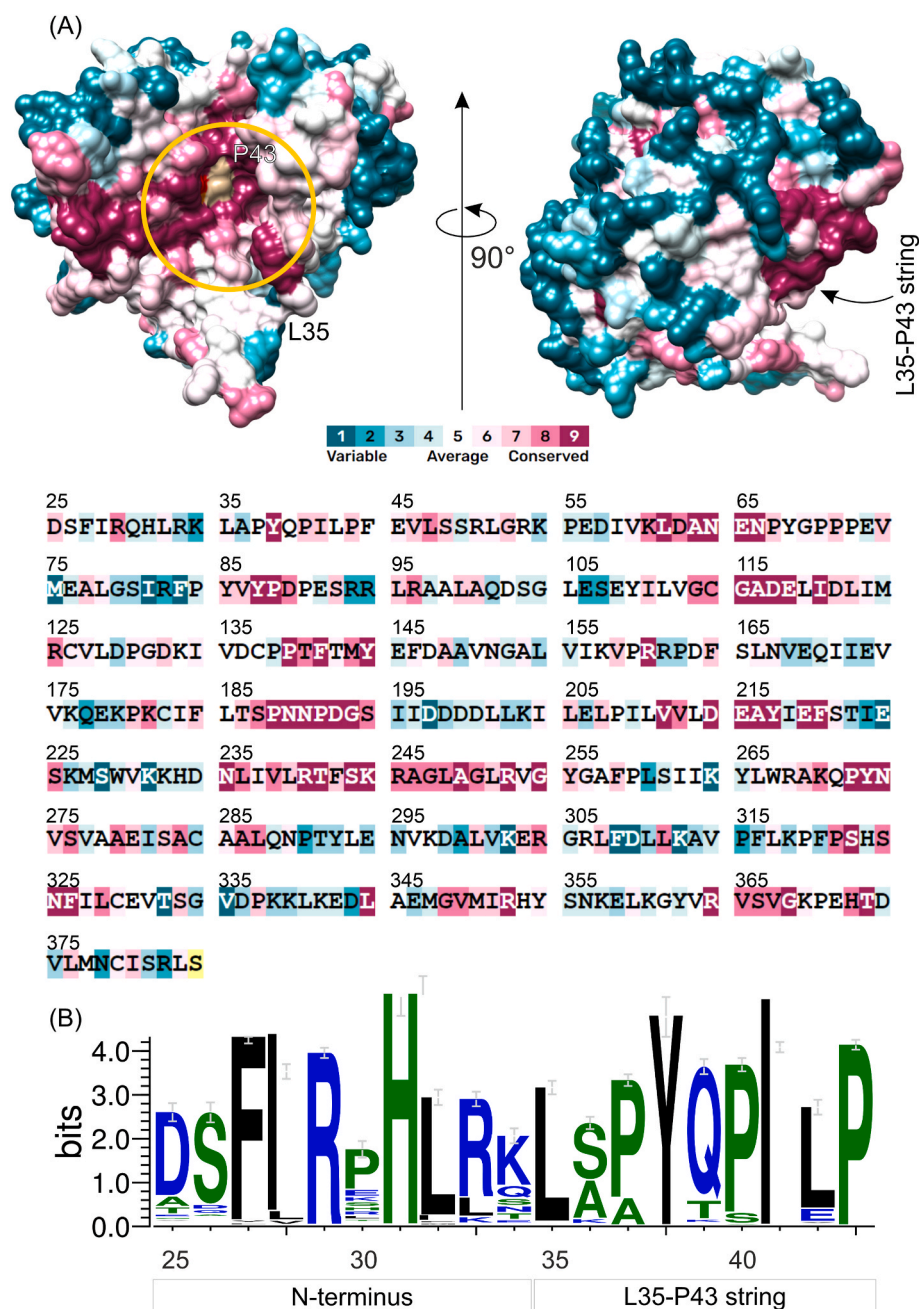 (A)
P43
L35
90°
L35-P43 string
1 2 3 4 5 6 7 8 9
Variable Average Conserved
25 35 45 55 65
DSFIRQHLRK LAPYQPILPF EVLSSRLGRK PEDIVKLDAN ENPYGPPPEV
75 85 95 105 115
MEALGSIRFP YVYPDPESRR LRAALAQDSG LESEYILVGC GADELIDLIM
125 135 145 155 165
RCVLDPGDKI VDCPPTFTMY EFDAAVNGAL VIKVPRRPDF SLNVEQIIEV
175 185 195 205 215
VKQEKPKCIF LTSPNNPDGS IIDDDDLLKI LELPILVVLD EAYIEFSTIE
225 235 245 255 265
SKMSWVKKHD NLIVLRTFSK RAGLAGLRVG YGAFPLSIIK YLWRAKQPYN
275 285 295 305 315
VSVAAEISAC AALQNPTYLE NVKDALVKER GRLFDLLKAV PFLKPFPSHS
325 335 345 355 365
NFILCEVTSG VDPKKLKEDL AEMGVMIRHY SNKELKGYVR VSVGKPEHTD
375
VLMNCISRLS
(B)
bits
4.0
3.0
2.0
1.0
0.0
DSFLRPHLRKLSPYQPILP
25 30 35 40
N-terminus L35-P43 string